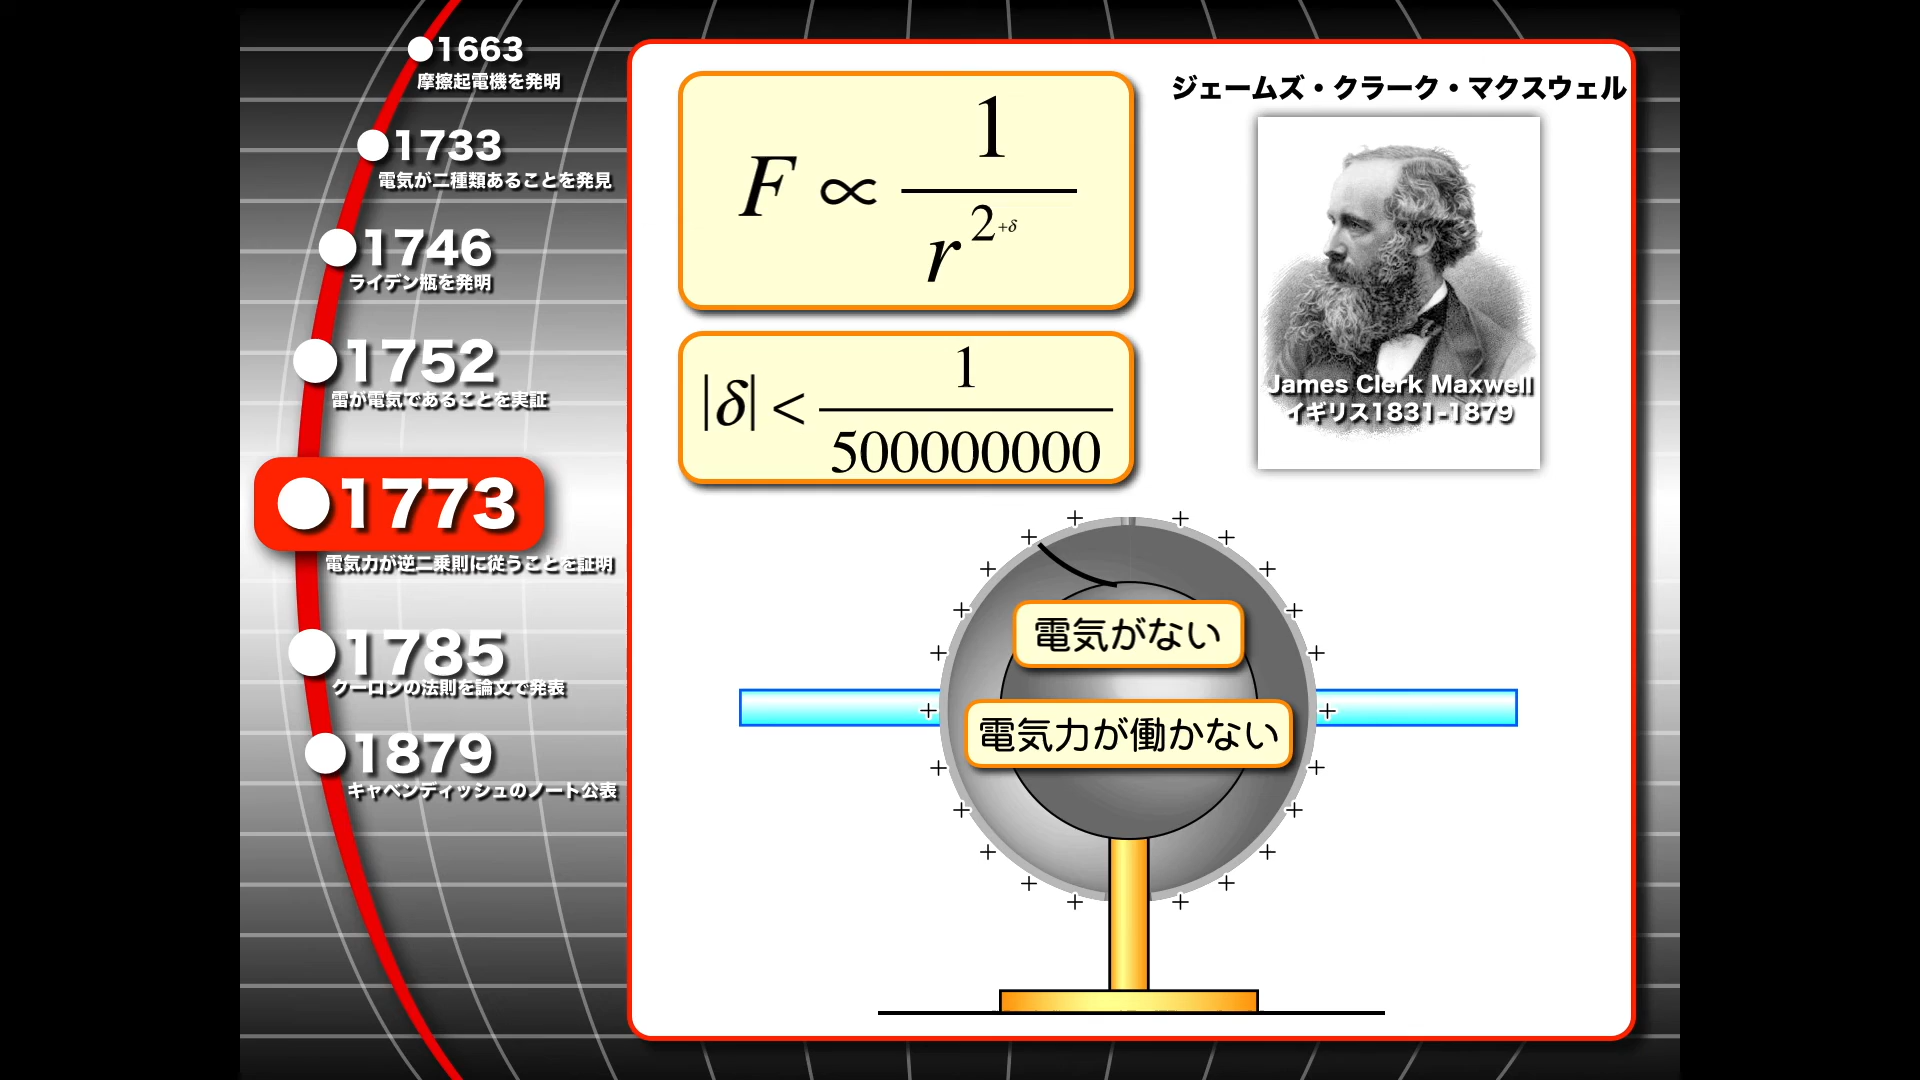 1663
摩擦起電機を発明
1733
電気が二種類あることを発見
1746
ライデン瓶を発明
1752
雷が電気であることを実証
1773
電気力が逆二乗則に従うことを証明
1785
クーロンの法則を論文で発表
1879
キャベンディッシュのノート公表
F ∝ 1 / r^{2+δ}
|δ| < 1 / 500000000
ジェームズ・クラーク・マクスウェル
James Clerk Maxwell
イギリス1831-1879
電気がない
電気力が働かない